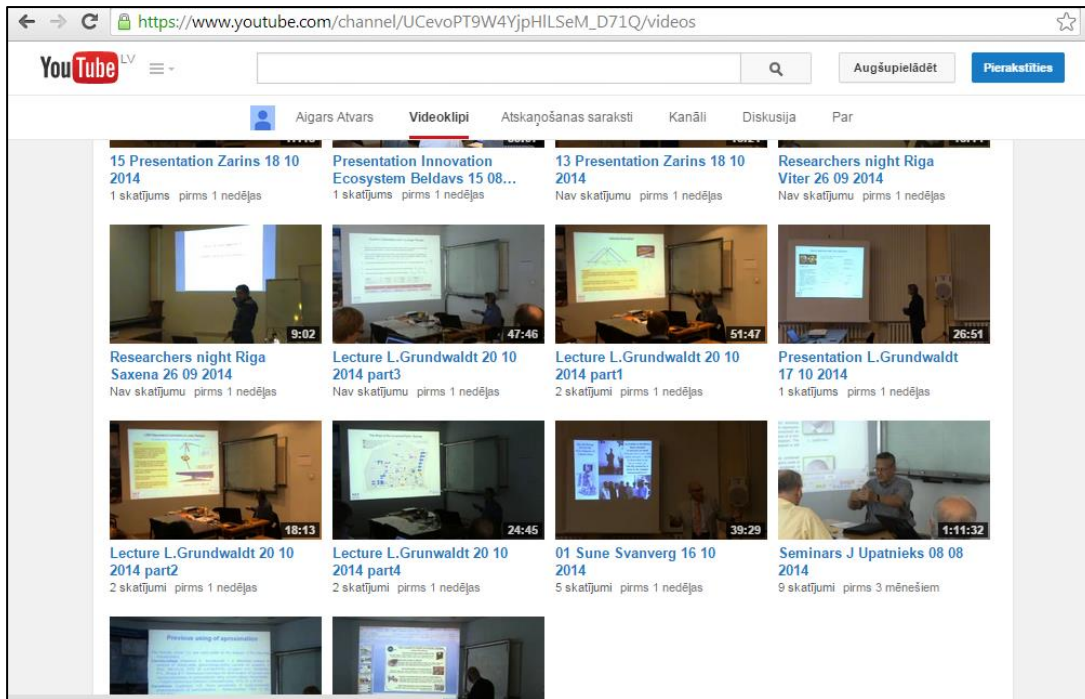 https://www.youtube.com/channel/UCevoPT9W4YjpHlLSeM_D71Q/videos
YouTube LV
Augšupielādēt
Pierakstīties
Aigars Atvars
Videoklipi
Atskaņošanas saraksti
Kanāli
Diskusija
Par
15 Presentation Zarins 18 10
2014
1 skatījums pirms 1 nedēļas
Presentation Innovation
Ecosystem Beldavs 15 08...
1 skatījums pirms 1 nedēļas
13 Presentation Zarins 18 10
2014
Nav skatījumu pirms 1 nedēļas
Researchers night Riga
Viter 26 09 2014
Nav skatījumu pirms 1 nedēļas
9:02
Researchers night Riga
Saxena 26 09 2014
Nav skatījumu pirms 1 nedēļas
47:46
Lecture L.Grundwaldt 20 10
2014 part3
Nav skatījumu pirms 1 nedēļas
51:47
Lecture L.Grundwaldt 20 10
2014 part1
2 skatījumi pirms 1 nedēļas
26:51
Presentation L.Grundwaldt
17 10 2014
1 skatījums pirms 1 nedēļas
18:13
Lecture L.Grundwaldt 20 10
2014 part2
2 skatījumi pirms 1 nedēļas
24:45
Lecture L.Grunwaldt 20 10
2014 part4
2 skatījumi pirms 1 nedēļas
39:29
01 Sune Svanverg 16 10
2014
5 skatījumi pirms 1 nedēļas
1:11:32
Seminars J Upatnieks 08 08
2014
9 skatījumi pirms 3 mēnešiem
Previous using of aproximation